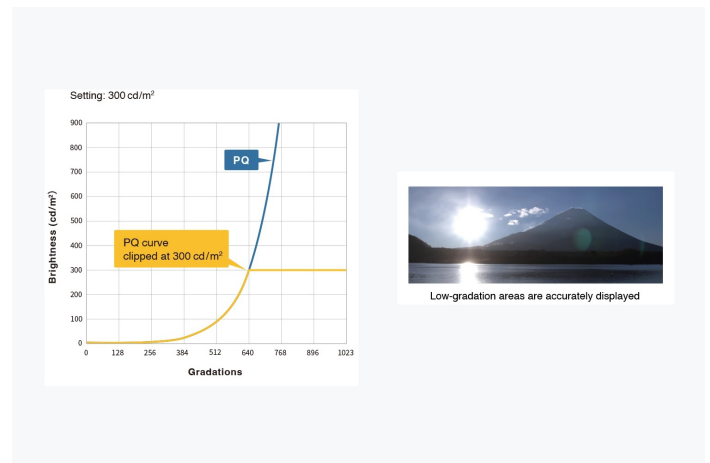 Setting: 300 cd/m²
900
800
700
600
500
400
300
200
100
0
Brightness (cd/m²)
PQ
PQ curve
clipped at 300 cd/m²
0 128 256 384 512 640 768 896 1023
Gradations
Low-gradation areas are accurately displayed